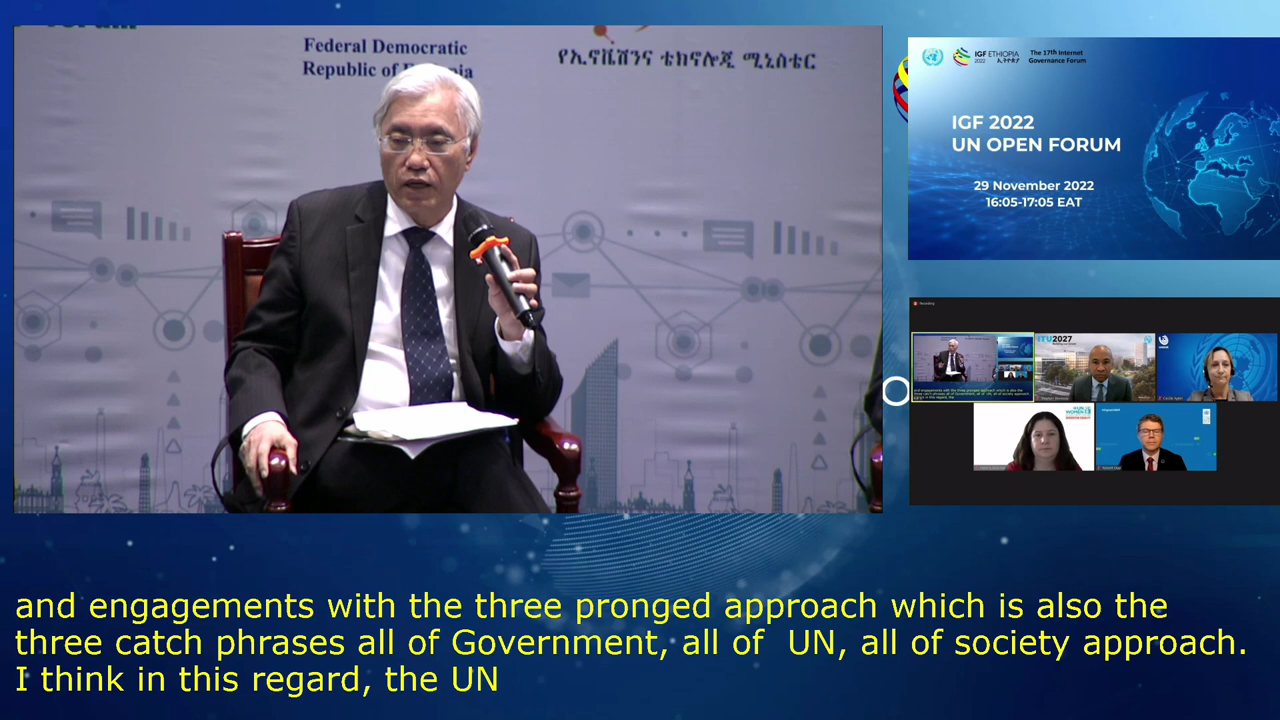 Federal Democratic
Republic of
የኢኖቬሽንና ቴክኖሎጂ ሚኒስቴር
IGF ETHIOPIA
2022 ኢትዮጵያ
The 17th Internet
Governance Forum
IGF 2022
UN OPEN FORUM
29 November 2022
16:05-17:05 EAT
Recording
ITU2027
and engagements with the three pronged approach which is also the
three catch phrases all of Government, all of UN, all of society approach.
I think in this regard, the UN